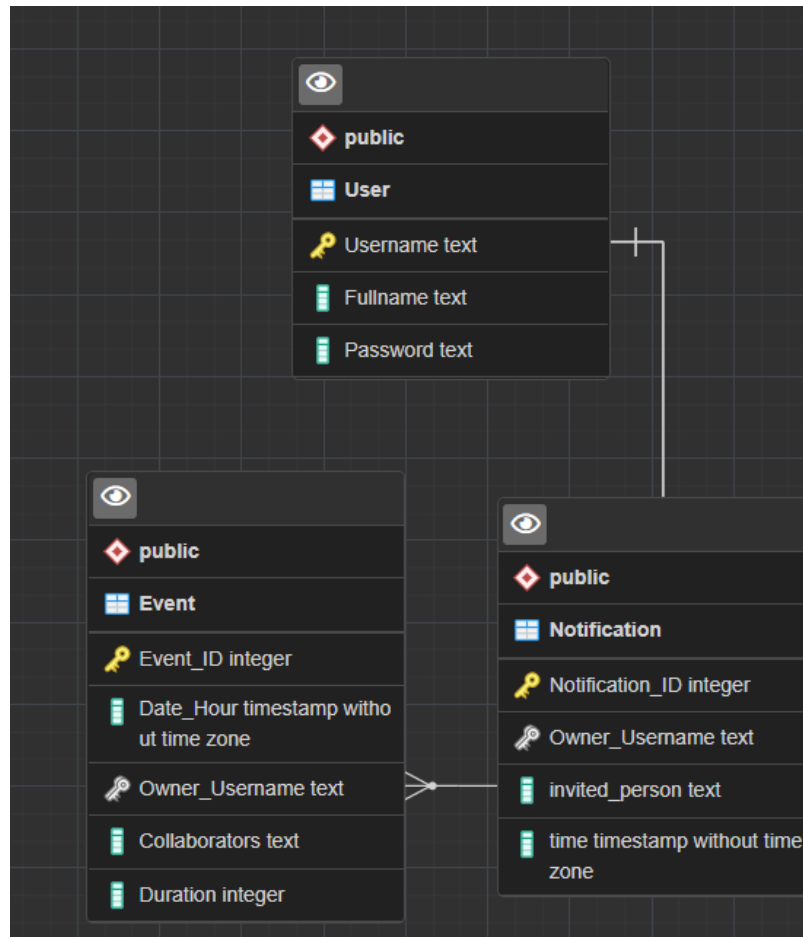 public
User
Username text
Fullname text
Password text
public
Event
Event_ID integer
Date_Hour timestamp witho
ut time zone
Owner_Username text
Collaborators text
Duration integer
public
Notification
Notification_ID integer
Owner_Username text
invited_person text
time timestamp without time
zone